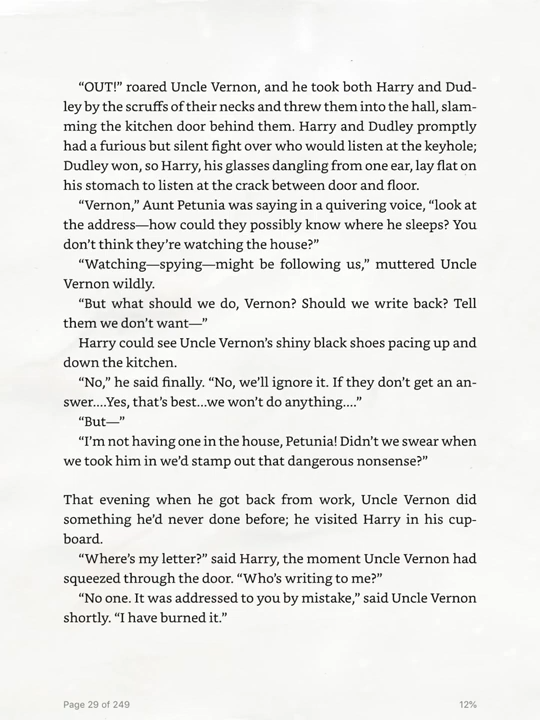 “OUT!” roared Uncle Vernon, and he took both Harry and Dud-
ley by the scruffs of their necks and threw them into the hall, slam-
ming the kitchen door behind them. Harry and Dudley promptly
had a furious but silent fight over who would listen at the keyhole;
Dudley won, so Harry, his glasses dangling from one ear, lay flat on
his stomach to listen at the crack between door and floor.
“Vernon,” Aunt Petunia was saying in a quivering voice, “look at
the address—how could they possibly know where he sleeps? You
don’t think they’re watching the house?”
“Watching—spying—might be following us,” muttered Uncle
Vernon wildly.
“But what should we do, Vernon? Should we write back? Tell
them we don’t want—”
Harry could see Uncle Vernon’s shiny black shoes pacing up and
down the kitchen.
“No,” he said finally. “No, we’ll ignore it. If they don’t get an an-
swer....Yes, that’s best...we won’t do anything....”
“But—”
“I’m not having one in the house, Petunia! Didn’t we swear when
we took him in we’d stamp out that dangerous nonsense?”
That evening when he got back from work, Uncle Vernon did
something he’d never done before; he visited Harry in his cup-
board.
“Where’s my letter?” said Harry, the moment Uncle Vernon had
squeezed through the door. “Who’s writing to me?”
“No one. It was addressed to you by mistake,” said Uncle Vernon
shortly. “I have burned it.”
Page 29 of 249
12%